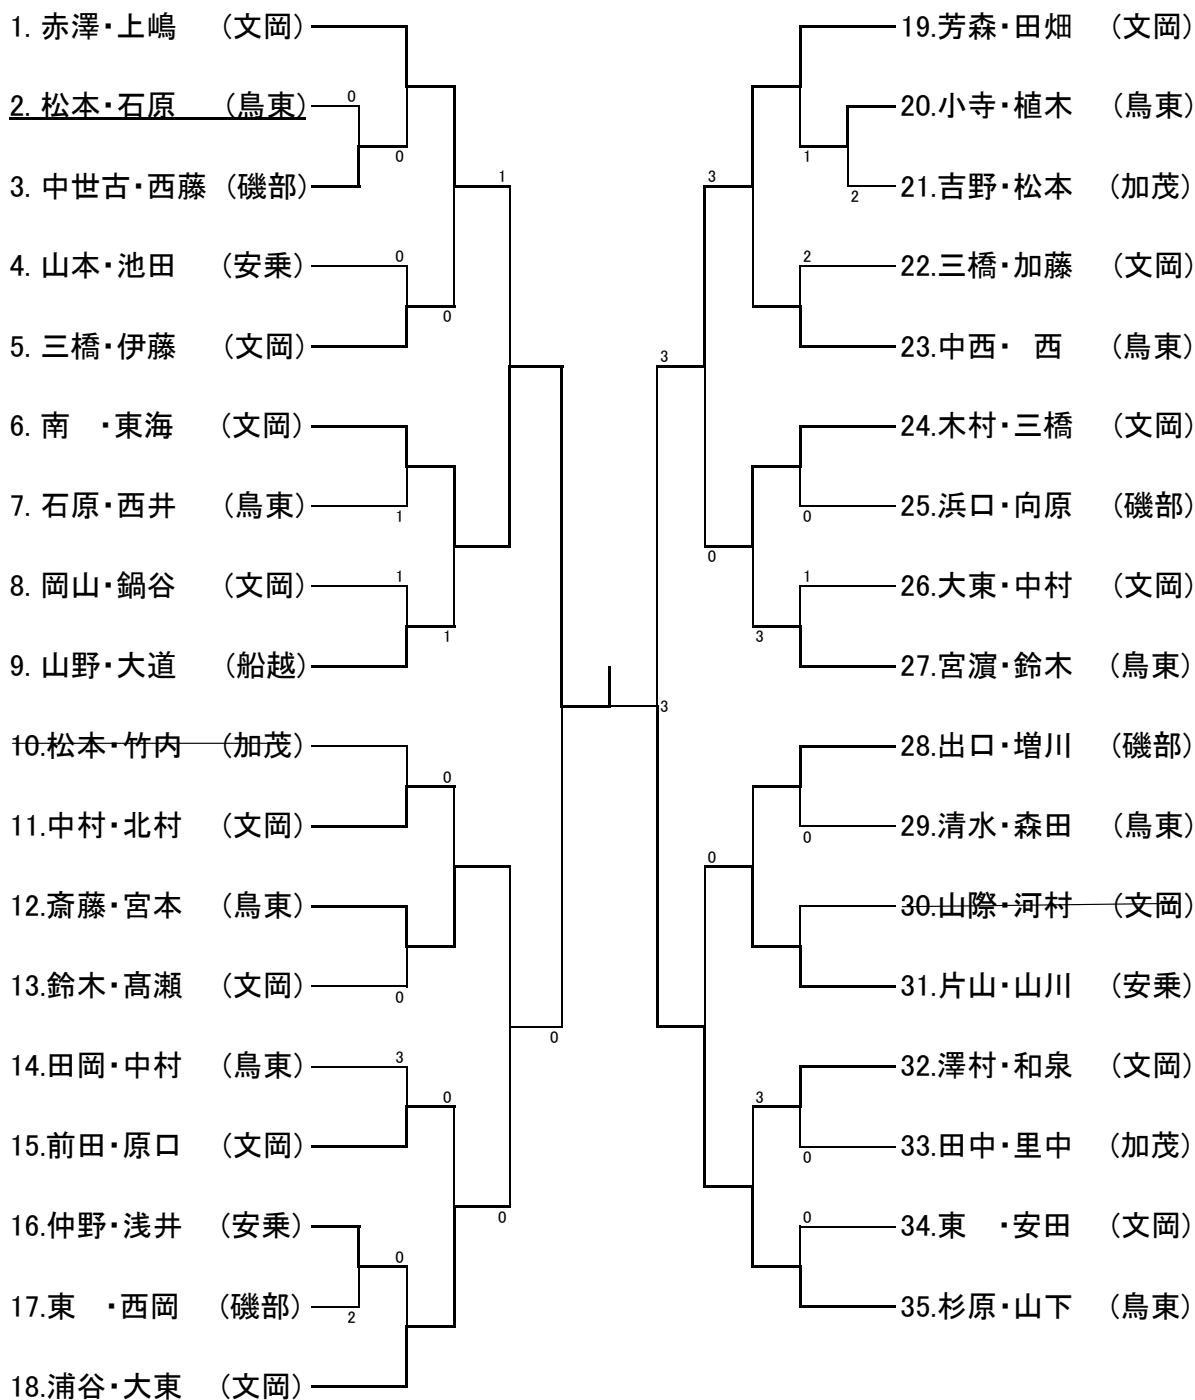 1. 赤澤・上嶋 （文岡）
2. 松本・石原 （鳥東）
0
0
3. 中世古・西藤 （磯部）
1
4. 山本・池田 （安乗）
0
0
5. 三橋・伊藤 （文岡）
6. 南 ・東海 （文岡）
7. 石原・西井 （鳥東）
1
8. 岡山・鍋谷 （文岡）
1
1
9. 山野・大道 （船越）
10.松本・竹内 （加茂）
0
11.中村・北村 （文岡）
12.斎藤・宮本 （鳥東）
13.鈴木・髙瀬 （文岡）
0
0
14.田岡・中村 （鳥東）
3
0
15.前田・原口 （文岡）
0
16.仲野・浅井 （安乗）
0
17.東 ・西岡 （磯部）
2
18.浦谷・大東 （文岡）
19.芳森・田畑 （文岡）
20.小寺・植木 （鳥東）
1
21.吉野・松本 （加茂）
2
3
22.三橋・加藤 （文岡）
2
23.中西・ 西 （鳥東）
3
24.木村・三橋 （文岡）
25.浜口・向原 （磯部）
0
0
26.大東・中村 （文岡）
1
3
27.宮濵・鈴木 （鳥東）
3
28.出口・増川 （磯部）
29.清水・森田 （鳥東）
0
0
30.山際・河村 （文岡）
31.片山・山川 （安乗）
32.澤村・和泉 （文岡）
3
33.田中・里中 （加茂）
0
34.東 ・安田 （文岡）
0
35.杉原・山下 （鳥東）